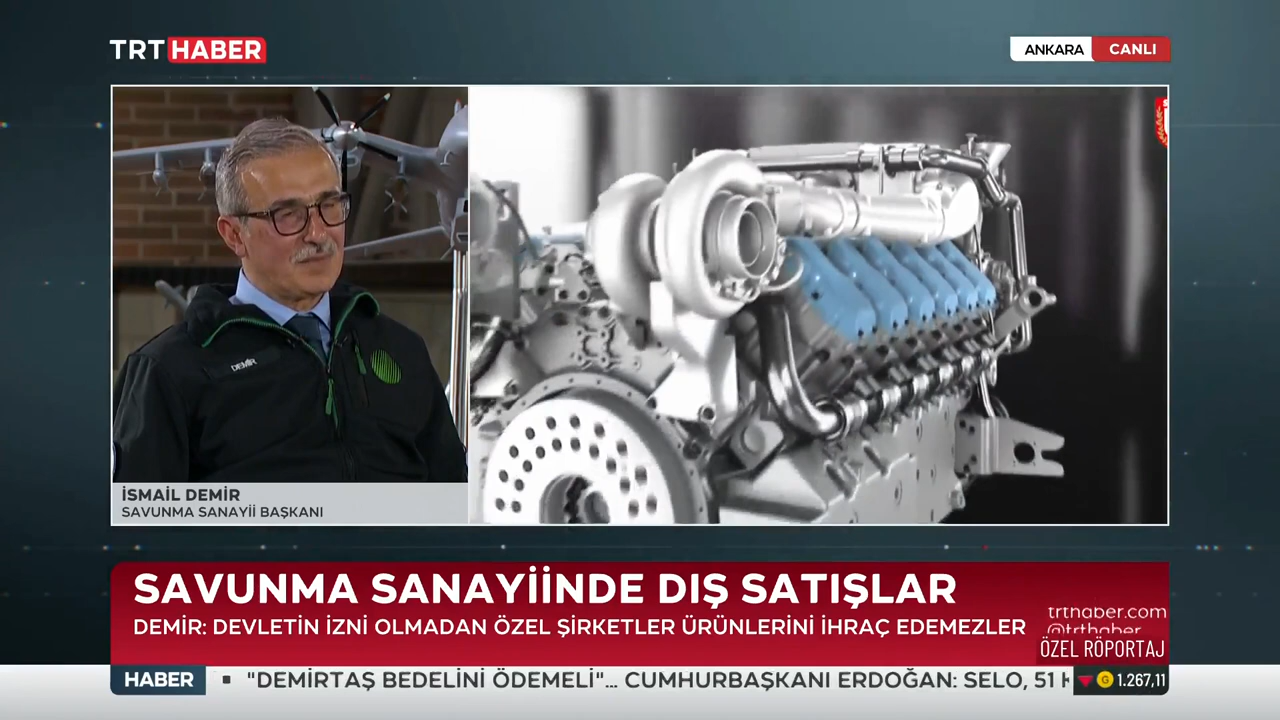 TRT HABER
ANKARA CANLI
DEMİR
İSMAİL DEMİR
SAVUNMA SANAYİİ BAŞKANI
SAVUNMA SANAYİİNDE DIŞ SATIŞLAR
DEMİR: DEVLETİN İZNİ OLMADAN ÖZEL ŞİRKETLER ÜRÜNLERİNİ İHRAÇ EDEMEZLER
trthaber.com
@trthaber
ÖZEL RÖPORTAJ
HABER ▪ "DEMİRTAŞ BEDELİNİ ÖDEMELİ"... CUMHURBAŞKANI ERDOĞAN: SELO, 51 G 1.267,11